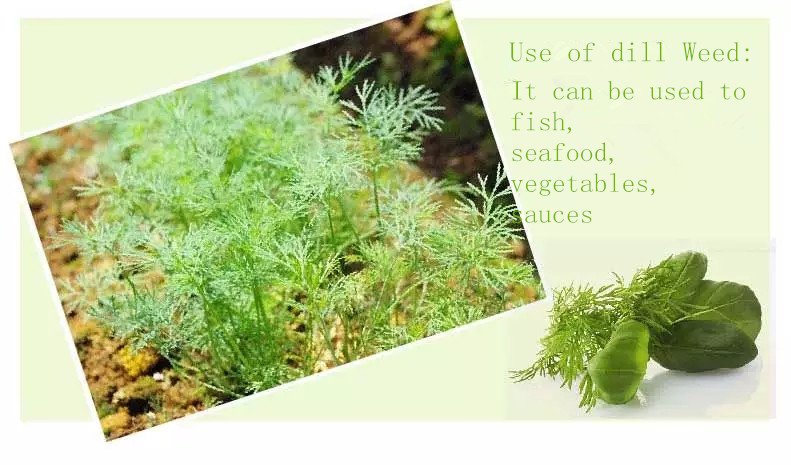 Use of dill Weed:
It can be used to
fish,
seafood,
vegetables,
sauces